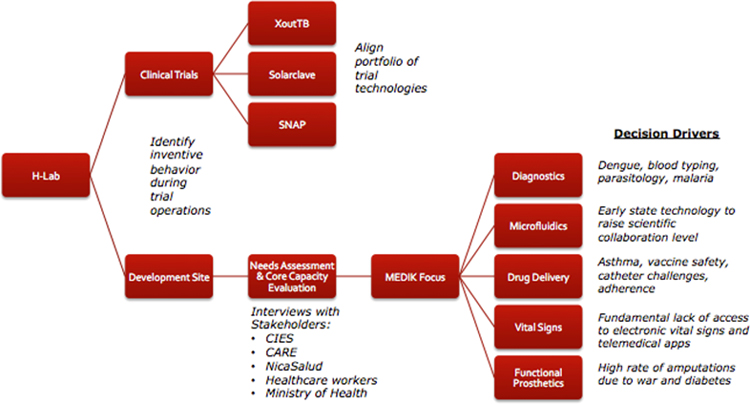 XoutTB
Clinical Trials
Solarclave
SNAP
Align
portfolio of
trial
technologies
H-Lab
Identify
inventive
behavior
during
trial
operations
Development Site
Needs Assessment
& Core Capacity
Evaluation
Interviews with
Stakeholders:
• CIES
• CARE
• NicaSalud
• Healthcare workers
• Ministry of Health
MEDIK Focus
Decision Drivers
Diagnostics
Dengue, blood typing,
parasitology, malaria
Microfluidics
Early state technology to
raise scientific
collaboration level
Drug Delivery
Asthma, vaccine safety,
catheter challenges,
adherence
Vital Signs
Fundamental lack of access
to electronic vital signs and
telemedical apps
Functional
Prosthetics
High rate of amputations
due to war and diabetes